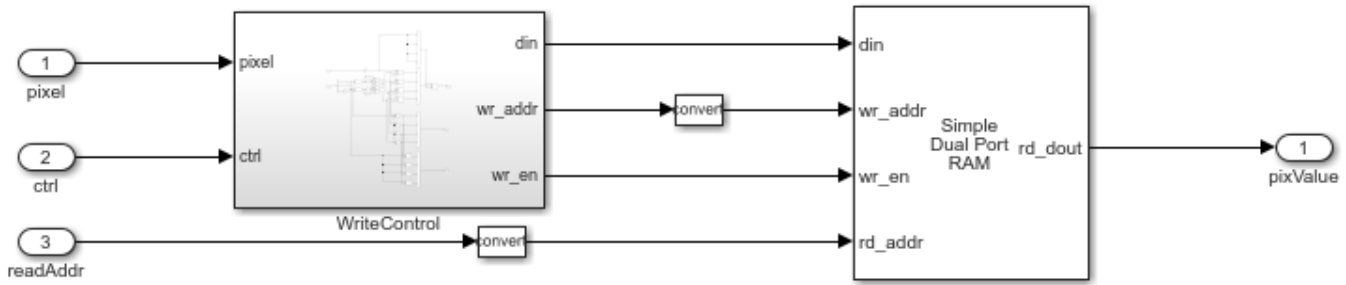 1
pixel
2
ctrl
3
readAddr
pixel
ctrl
din
wr_addr
wr_en
WriteControl
convert
convert
din
wr_addr
wr_en
rd_addr
Simple
Dual Port
RAM
rd_dout
1
pixValue